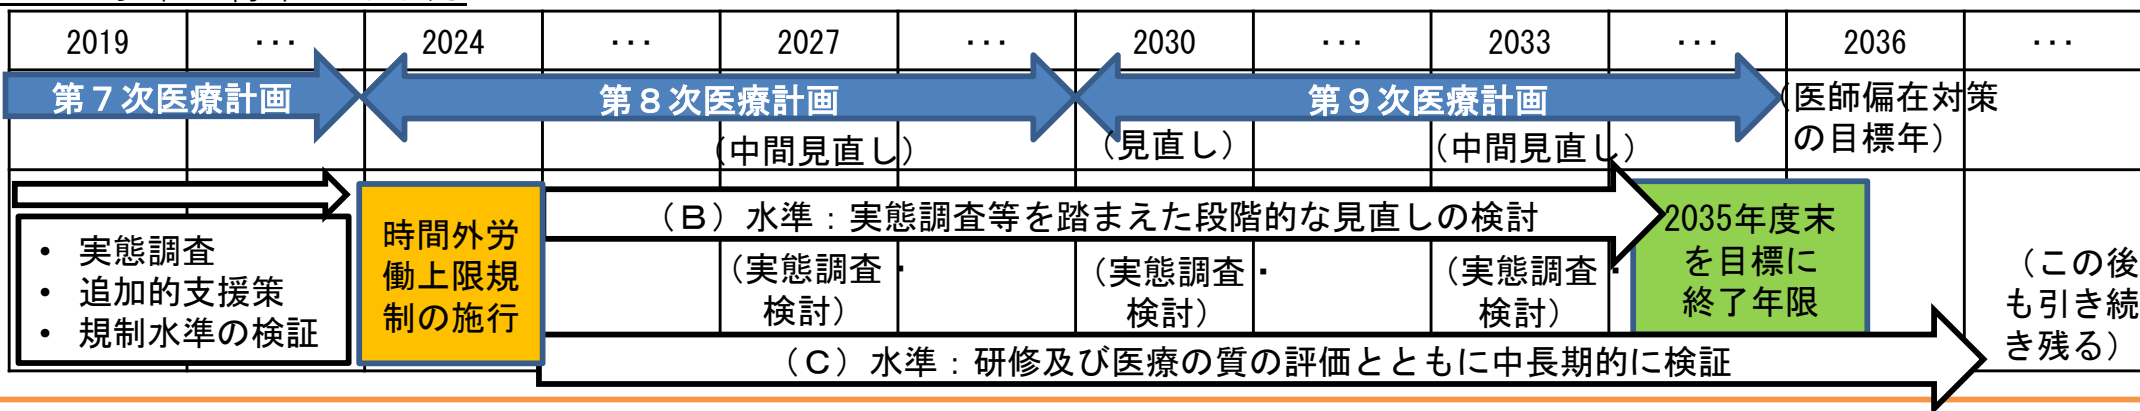 2019 ・・・ 2024 ・・・ 2027 ・・・ 2030 ・・・ 2033 ・・・ 2036 ・・・
第７次医療計画 第８次医療計画 第９次医療計画
(医師偏在対策
の目標年)
(中間見直し) (見直し) (中間見直し)
(Ｂ)水準：実態調査等を踏まえた段階的な見直しの検討
• 実態調査
• 追加的支援策
• 規制水準の検証
時間外労
働上限規
制の施行
(実態調査・
検討)
(実態調査・
検討)
(実態調査・
検討)
2035年度末
を目標に
終了年限
(この後
も引き続
き残る)
(Ｃ)水準：研修及び医療の質の評価とともに中長期的に検証